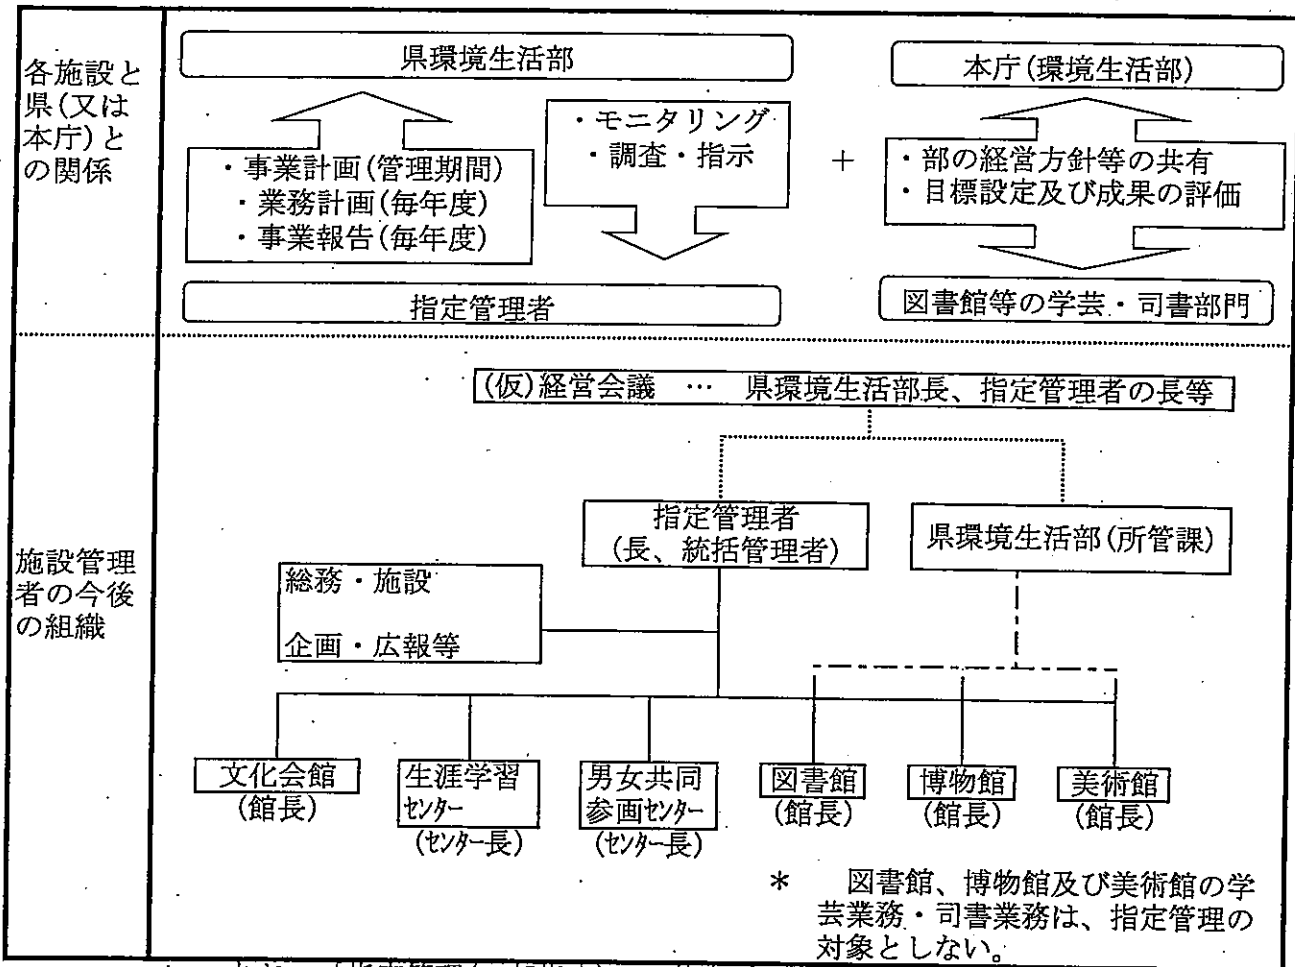 各施設と
県(又は
本庁)と
の関係
県環境生活部
本庁(環境生活部)
・モニタリング
・調査・指示
・事業計画(管理期間)
・業務計画(毎年度)
・事業報告(毎年度)
+
・部の経営方針等の共有
・目標設定及び成果の評価
指定管理者
図書館等の学芸・司書部門
施設管理
者の今後
の組織
(仮)経営会議 … 県環境生活部長、指定管理者の長等
指定管理者
(長、統括管理者)
県環境生活部(所管課)
総務・施設
企画・広報等
文化会館
(館長)
生涯学習
センター
(センター長)
男女共同
参画センター
(センター長)
図書館
(館長)
博物館
(館長)
美術館
(館長)
* 図書館、博物館及び美術館の学
芸業務・司書業務は、指定管理の
対象としない。